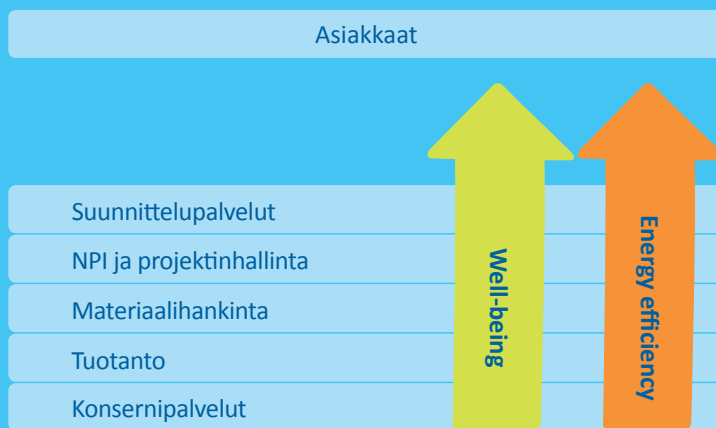 Asiakkaat
Suunnittelupalvelut
NPI ja projektinhallinta
Materiaalihankinta
Tuotanto
Konsernipalvelut
Well-being
Energy efficiency